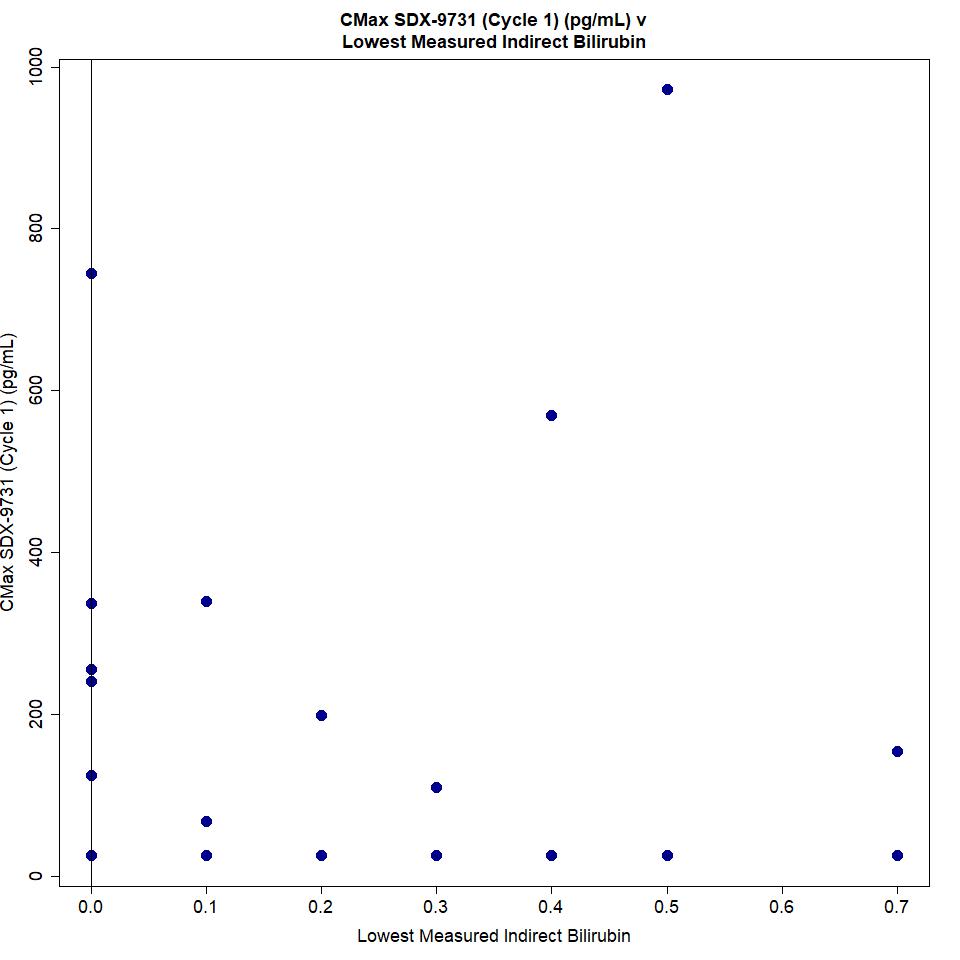 CMax SDX-9731 (Cycle 1) (pg/mL) v
Lowest Measured Indirect Bilirubin
CMax SDX-9731 (Cycle 1) (pg/mL)
1000
800
600
400
200
0
0.0 0.1 0.2 0.3 0.4 0.5 0.6 0.7
Lowest Measured Indirect Bilirubin